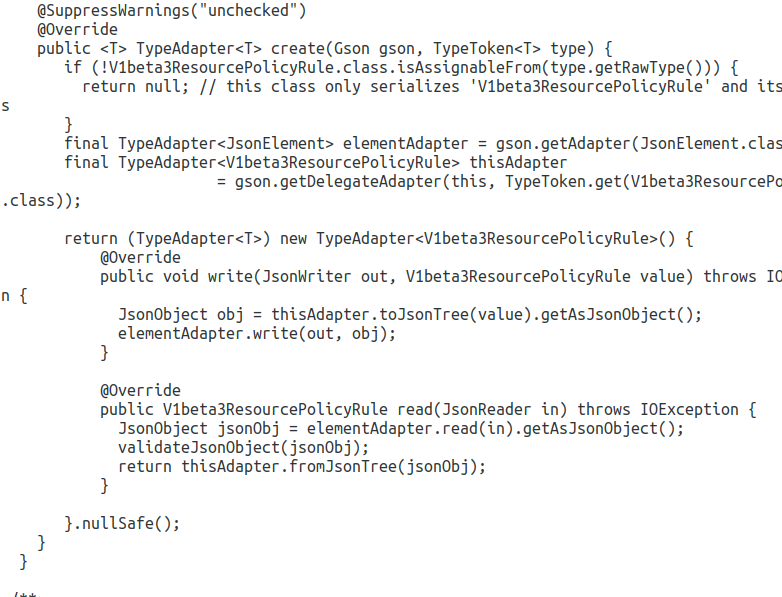 @SuppressWarnings("unchecked")
@Override
public <T> TypeAdapter<T> create(Gson gson, TypeToken<T> type) {
if (!V1beta3ResourcePolicyRule.class.isAssignableFrom(type.getRawType())) {
return null; // this class only serializes 'V1beta3ResourcePolicyRule' and its
s
}
final TypeAdapter<JsonElement> elementAdapter = gson.getAdapter(JsonElement.clas
final TypeAdapter<V1beta3ResourcePolicyRule> thisAdapter
= gson.getDelegateAdapter(this, TypeToken.get(V1beta3ResourcePo
.class));
return (TypeAdapter<T>) new TypeAdapter<V1beta3ResourcePolicyRule>() {
@Override
public void write(JsonWriter out, V1beta3ResourcePolicyRule value) throws IO
n {
JsonObject obj = thisAdapter.toJsonTree(value).getAsJsonObject();
elementAdapter.write(out, obj);
}
@Override
public V1beta3ResourcePolicyRule read(JsonReader in) throws IOException {
JsonObject jsonObj = elementAdapter.read(in).getAsJsonObject();
validateJsonObject(jsonObj);
return thisAdapter.fromJsonTree(jsonObj);
}
}.nullSafe();
}
}
/**